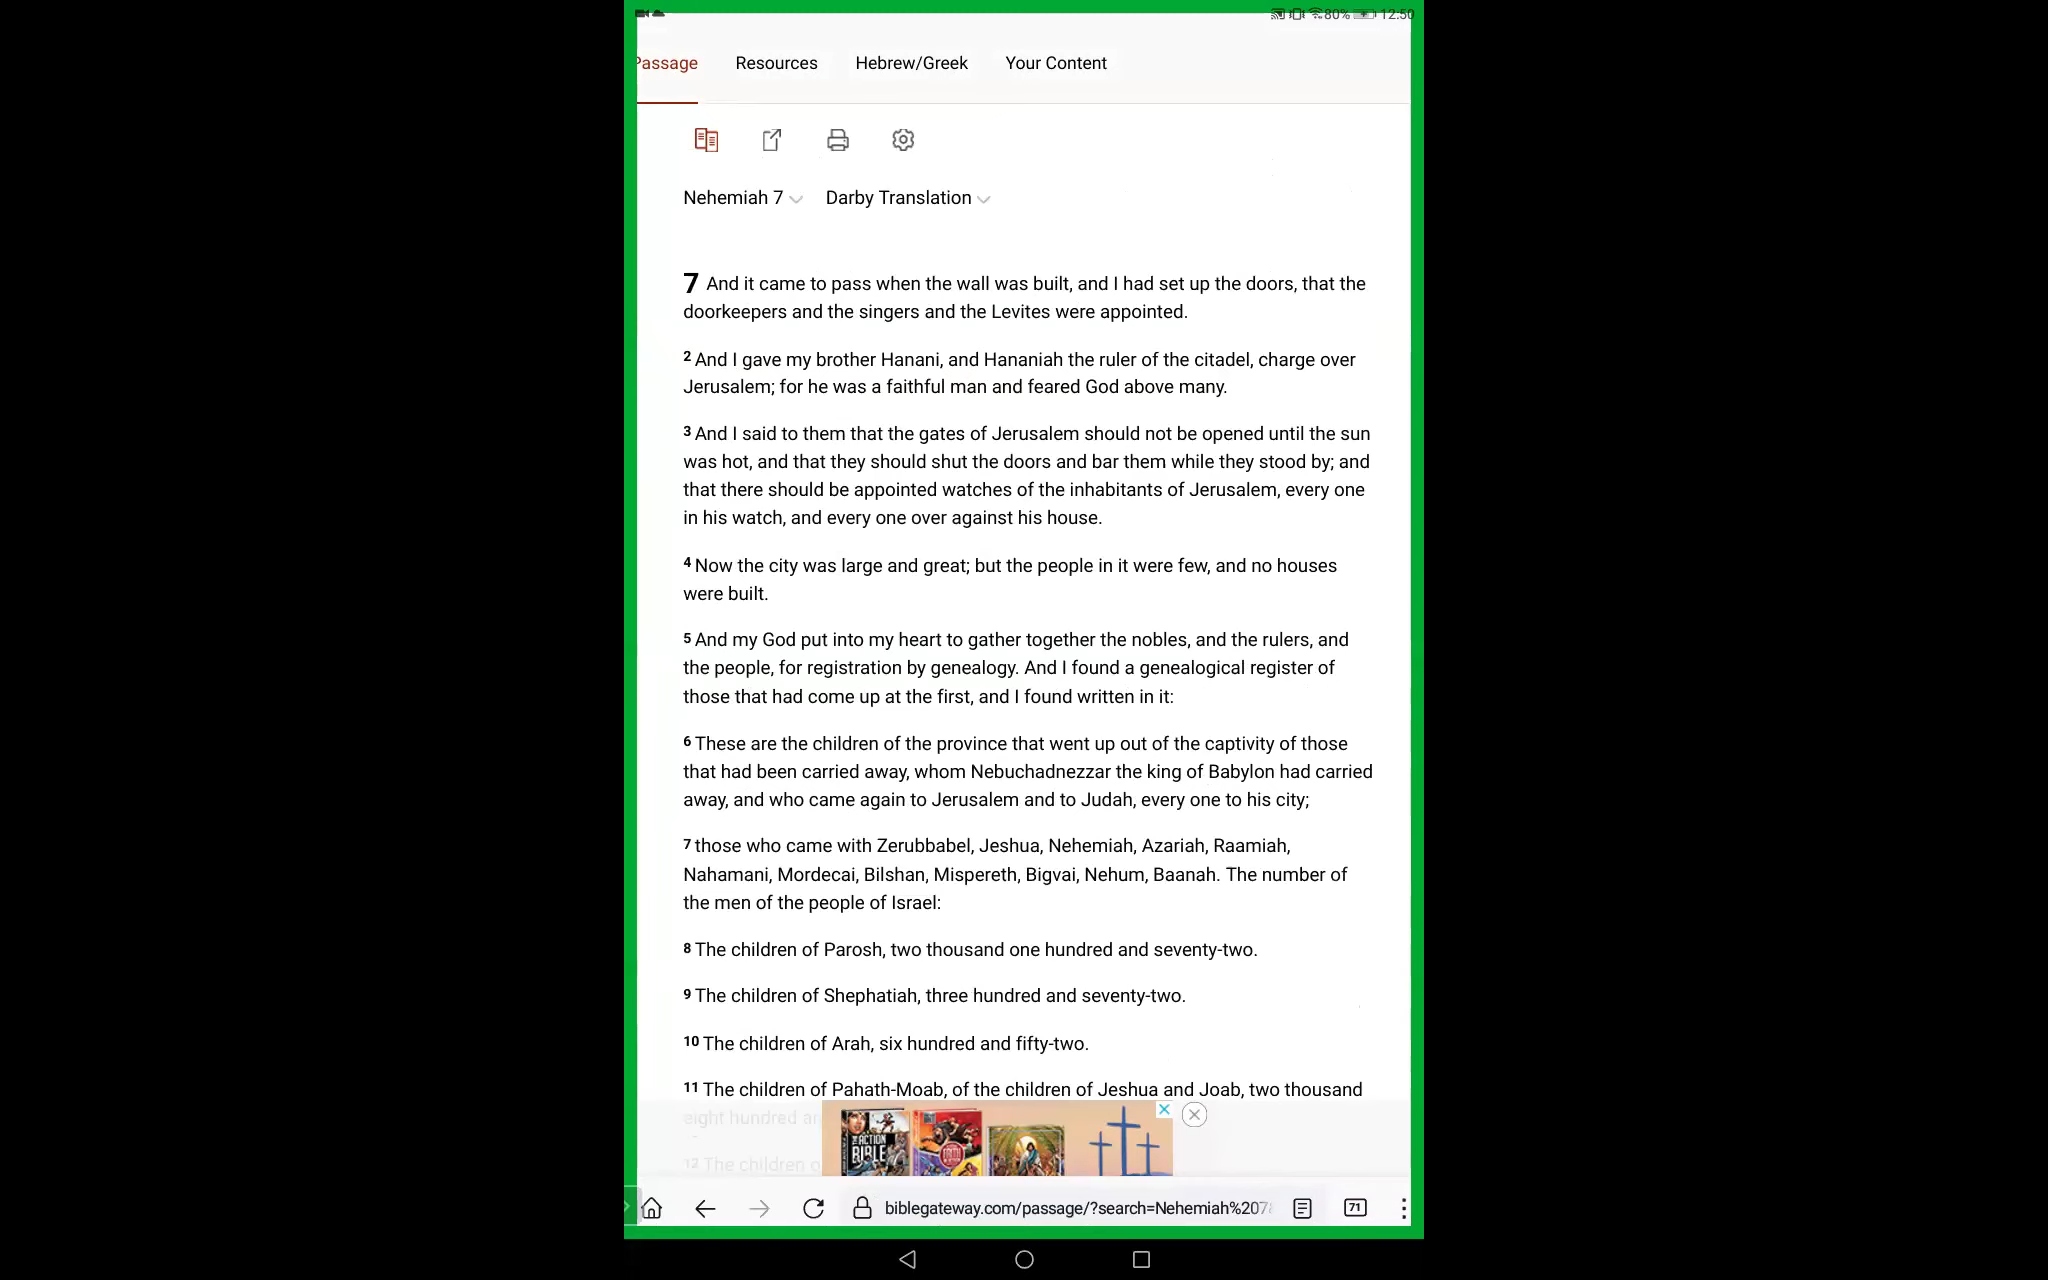 80% 12:50
Passage Resources Hebrew/Greek Your Content
Nehemiah 7 Darby Translation
7 And it came to pass when the wall was built, and I had set up the doors, that the
doorkeepers and the singers and the Levites were appointed.
2 And I gave my brother Hanani, and Hananiah the ruler of the citadel, charge over
Jerusalem; for he was a faithful man and feared God above many.
3 And I said to them that the gates of Jerusalem should not be opened until the sun
was hot, and that they should shut the doors and bar them while they stood by; and
that there should be appointed watches of the inhabitants of Jerusalem, every one
in his watch, and every one over against his house.
4 Now the city was large and great; but the people in it were few, and no houses
were built.
5 And my God put into my heart to gather together the nobles, and the rulers, and
the people, for registration by genealogy. And I found a genealogical register of
those that had come up at the first, and I found written in it:
6 These are the children of the province that went up out of the captivity of those
that had been carried away, whom Nebuchadnezzar the king of Babylon had carried
away, and who came again to Jerusalem and to Judah, every one to his city;
7 those who came with Zerubbabel, Jeshua, Nehemiah, Azariah, Raamiah,
Nahamani, Mordecai, Bilshan, Mispereth, Bigvai, Nehum, Baanah. The number of
the men of the people of Israel:
8 The children of Parosh, two thousand one hundred and seventy-two.
9 The children of Shephatiah, three hundred and seventy-two.
10 The children of Arah, six hundred and fifty-two.
11 The children of Pahath-Moab, of the children of Jeshua and Joab, two thousand
eight hundred an
12 The children o
THE ACTION BIBLE
biblegateway.com/passage/?search=Nehemiah%207 71